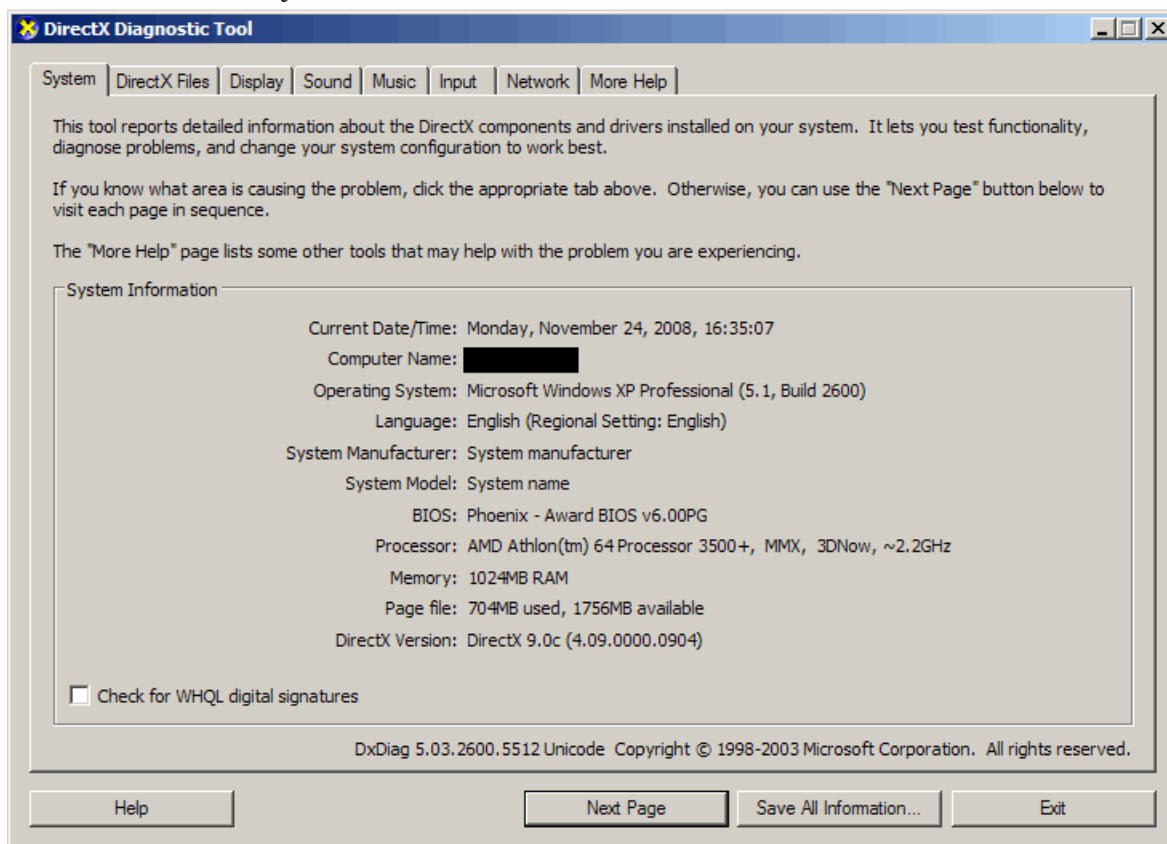 DirectX Diagnostic Tool
System DirectX Files Display Sound Music Input Network More Help
This tool reports detailed information about the DirectX components and drivers installed on your system. It lets you test functionality,
diagnose problems, and change your system configuration to work best.
If you know what area is causing the problem, click the appropriate tab above. Otherwise, you can use the "Next Page" button below to
visit each page in sequence.
The "More Help" page lists some other tools that may help with the problem you are experiencing.
System Information
Current Date/Time: Monday, November 24, 2008, 16:35:07
Computer Name:
Operating System: Microsoft Windows XP Professional (5.1, Build 2600)
Language: English (Regional Setting: English)
System Manufacturer: System manufacturer
System Model: System name
BIOS: Phoenix - Award BIOS v6.00PG
Processor: AMD Athlon(tm) 64 Processor 3500+, MMX, 3DNow, ~2.2GHz
Memory: 1024MB RAM
Page file: 704MB used, 1756MB available
DirectX Version: DirectX 9.0c (4.09.0000.0904)
Check for WHQL digital signatures
DxDiag 5.03.2600.5512 Unicode Copyright © 1998-2003 Microsoft Corporation. All rights reserved.
Help Next Page Save All Information... Exit